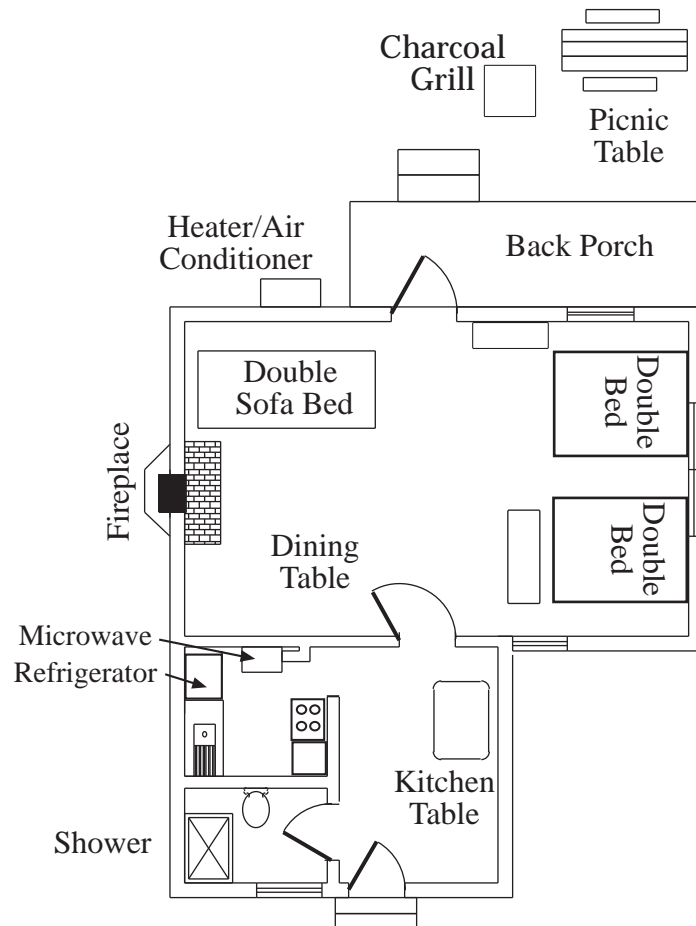 Charcoal
Grill
Picnic
Table
Heater/Air
Conditioner
Back Porch
Double
Sofa Bed
Double
Bed
Fireplace
Double
Bed
Dining
Table
Microwave
Refrigerator
Kitchen
Table
Shower